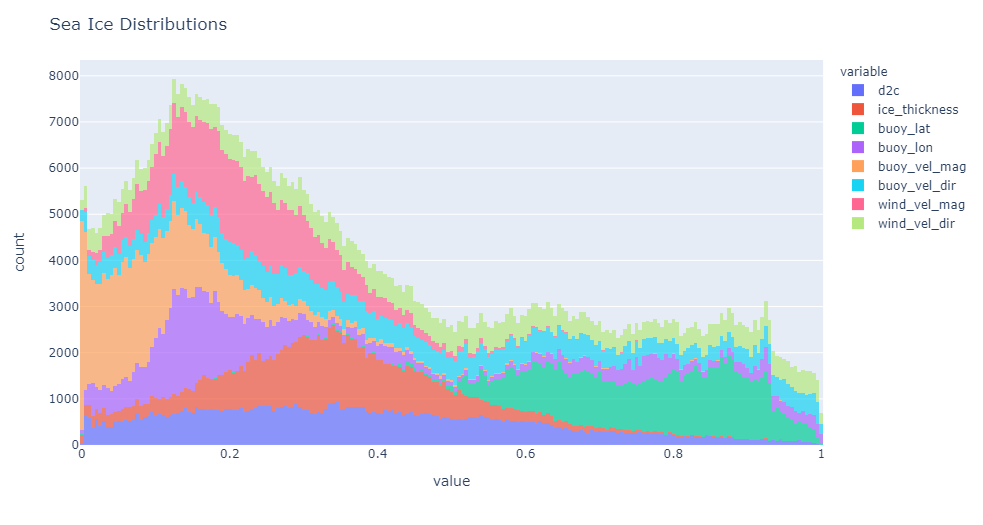 Sea Ice Distributions
8000
7000
6000
5000
4000
3000
2000
1000
0
count
0
0.2
0.4
0.6
0.8
1
value
variable
d2c
ice_thickness
buoy_lat
buoy_lon
buoy_vel_mag
buoy_vel_dir
wind_vel_mag
wind_vel_dir